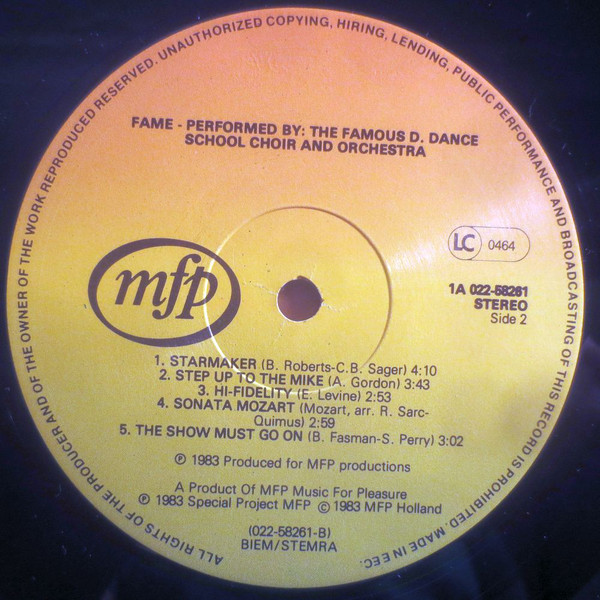 ALL RIGHTS OF THE PRODUCER AND OF THE OWNER OF THE WORK REPRODUCED RESERVED. UNAUTHORIZED COPYING, HIRING, LENDING, PUBLIC PERFORMANCE AND BROADCASTING OF THIS RECORD IS PROHIBITED. MADE IN EEC.
FAME - PERFORMED BY: THE FAMOUS D. DANCE
SCHOOL CHOIR AND ORCHESTRA
LC 0464
mfp
1A 022-58261
STEREO
Side 2
1. STARMAKER (B. Roberts-C.B. Sager) 4:10
2. STEP UP TO THE MIKE (A. Gordon) 3:43
3. HI-FIDELITY (E. Levine) 2:53
4. SONATA MOZART (Mozart, arr. R. Sarc-
Quimus) 2:59
5. THE SHOW MUST GO ON (B. Fasman-S. Perry) 3:02
℗ 1983 Produced for MFP productions
A Product Of MFP Music For Pleasure
℗ 1983 Special Project MFP © 1983 MFP Holland
(022-58261-B)
BIEM/STEMRA